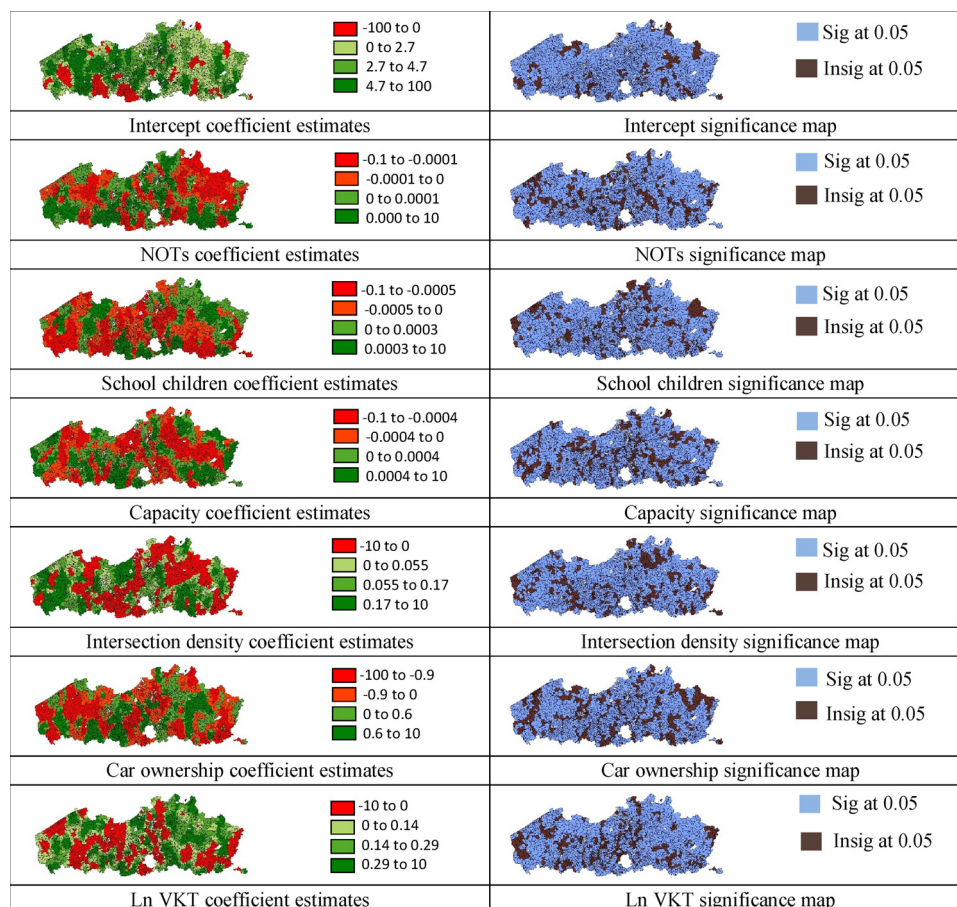 -100 to 0
0 to 2.7
2.7 to 4.7
4.7 to 100
Sig at 0.05
Insig at 0.05
Intercept coefficient estimates
Intercept significance map
-0.1 to -0.0001
-0.0001 to 0
0 to 0.0001
0.000 to 10
Sig at 0.05
Insig at 0.05
NOTs coefficient estimates
NOTs significance map
-0.1 to -0.0005
-0.0005 to 0
0 to 0.0003
0.0003 to 10
Sig at 0.05
Insig at 0.05
School children coefficient estimates
School children significance map
-0.1 to -0.0004
-0.0004 to 0
0 to 0.0004
0.0004 to 10
Sig at 0.05
Insig at 0.05
Capacity coefficient estimates
Capacity significance map
-10 to 0
0 to 0.055
0.055 to 0.17
0.17 to 10
Sig at 0.05
Insig at 0.05
Intersection density coefficient estimates
Intersection density significance map
-100 to -0.9
-0.9 to 0
0 to 0.6
0.6 to 10
Sig at 0.05
Insig at 0.05
Car ownership coefficient estimates
Car ownership significance map
-10 to 0
0 to 0.14
0.14 to 0.29
0.29 to 10
Sig at 0.05
Insig at 0.05
Ln VKT coefficient estimates
Ln VKT significance map